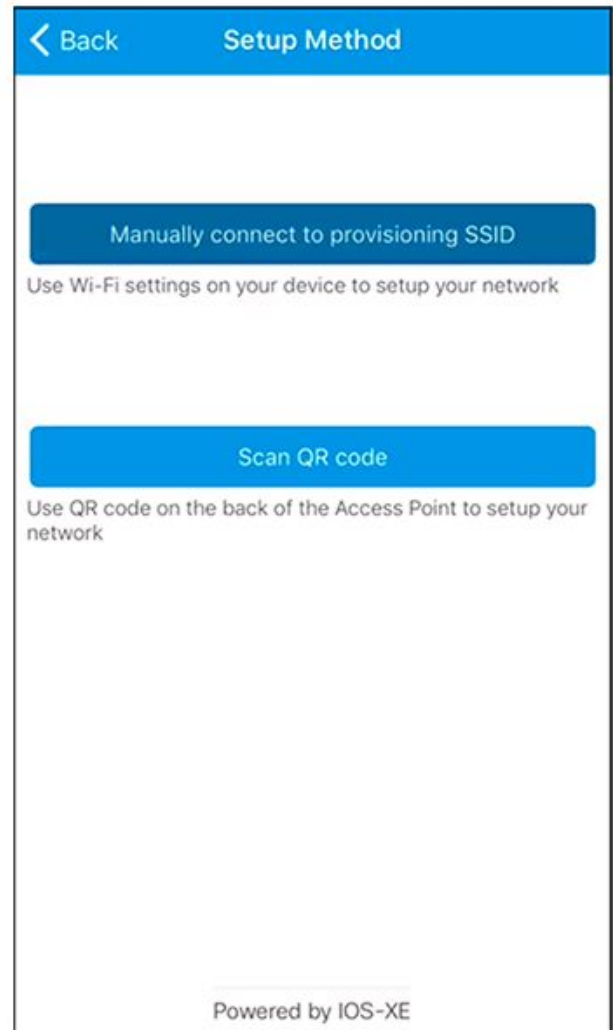 Back
Setup Method
Manually connect to provisioning SSID
Use Wi-Fi settings on your device to setup your network
Scan QR code
Use QR code on the back of the Access Point to setup your
network
Powered by IOS-XE